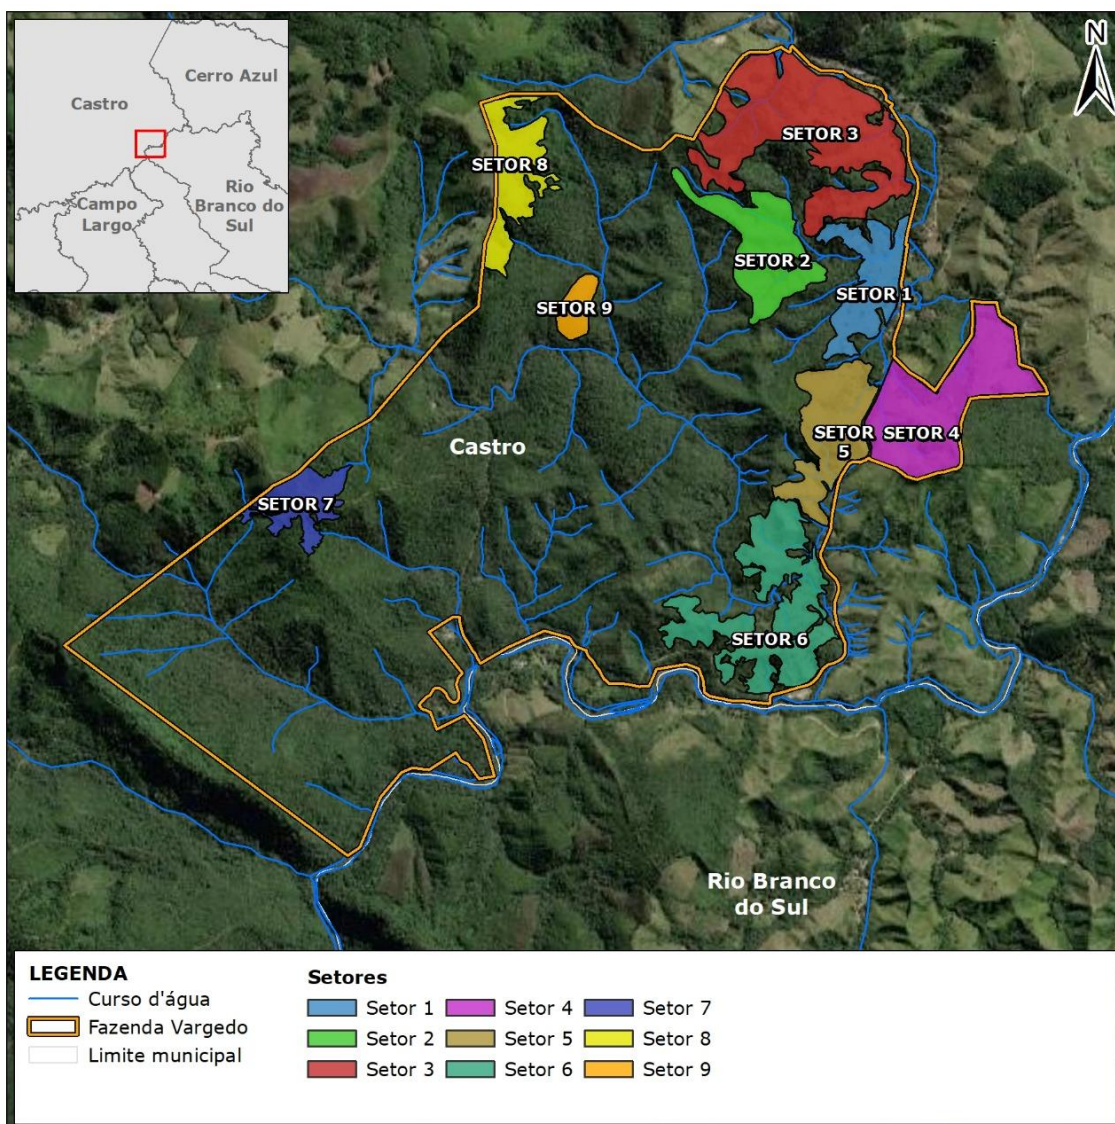 N
Cerro Azul
Castro
Rio
Branco do
Sul
Campo
Largo
SETOR 3
SETOR 8
SETOR 2
SETOR 1
SETOR 9
SETOR
5
SETOR 4
Castro
SETOR 7
SETOR 6
Rio Branco
do Sul
LEGENDA
Curso d'água
Fazenda Vargedo
Limite municipal
Setores
Setor 1
Setor 4
Setor 7
Setor 2
Setor 5
Setor 8
Setor 3
Setor 6
Setor 9